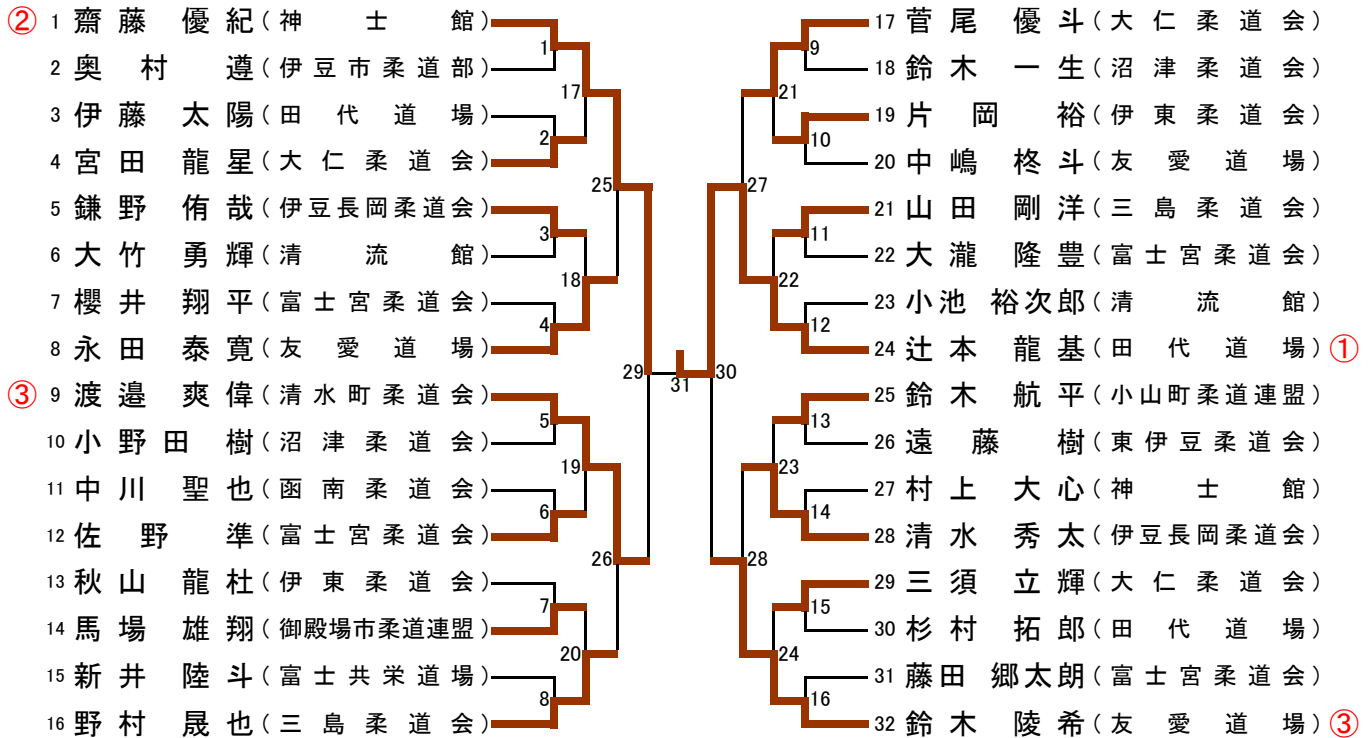 ② 1 齋藤 優紀 (神士館)
2 奥村 遵 (伊豆市柔道部)
3 伊藤 太陽 (田代道場)
4 宮田 龍星 (大仁柔道会)
5 鎌野 侑哉 (伊豆長岡柔道会)
6 大竹 勇輝 (清流館)
7 櫻井 翔平 (富士宮柔道会)
8 永田 泰寛 (友愛道場)
③ 9 渡邉 爽偉 (清水町柔道会)
10 小野田 樹 (沼津柔道会)
11 中川 聖也 (函南柔道会)
12 佐野 準 (富士宮柔道会)
13 秋山 龍杜 (伊東柔道会)
14 馬場 雄翔 (御殿場市柔道連盟)
15 新井 陸斗 (富士共栄道場)
16 野村 晟也 (三島柔道会)
1
2
3
4
5
6
7
8
17
18
19
20
25
26
29
31
30
27
28
21
22
23
24
9
10
11
12
13
14
15
16
17 菅尾 優斗 (大仁柔道会)
18 鈴木 一生 (沼津柔道会)
19 片岡 裕 (伊東柔道会)
20 中嶋 柊斗 (友愛道場)
21 山田 剛洋 (三島柔道会)
22 大瀧 隆豊 (富士宮柔道会)
23 小池 裕次郎 (清流館)
24 辻本 龍基 (田代道場) ①
25 鈴木 航平 (小山町柔道連盟)
26 遠藤 樹 (東伊豆柔道会)
27 村上 大心 (神士館)
28 清水 秀太 (伊豆長岡柔道会)
29 三須 立輝 (大仁柔道会)
30 杉村 拓郎 (田代道場)
31 藤田 郷太朗 (富士宮柔道会)
32 鈴木 陵希 (友愛道場) ③